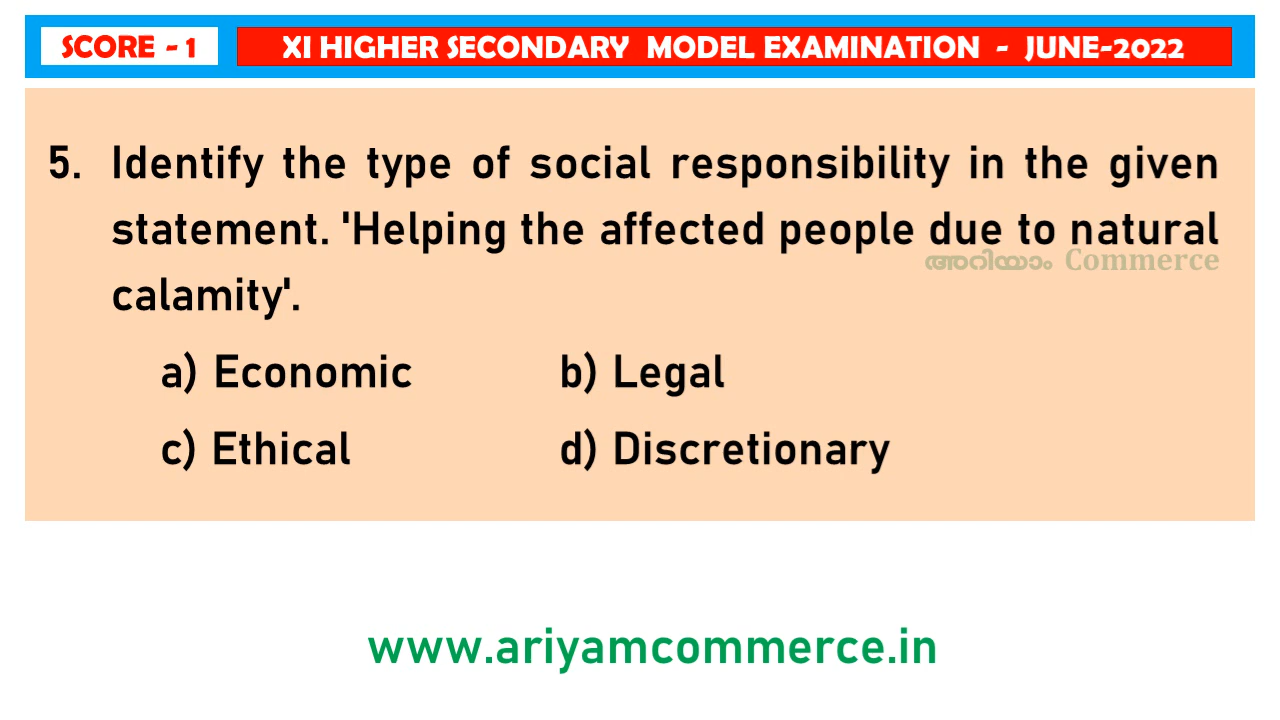 SCORE - 1
XI HIGHER SECONDARY MODEL EXAMINATION - JUNE-2022
5. Identify the type of social responsibility in the given
statement. 'Helping the affected people due to natural
അറിയാം Commerce
calamity'.
a) Economic b) Legal
c) Ethical d) Discretionary
www.ariyamcommerce.in